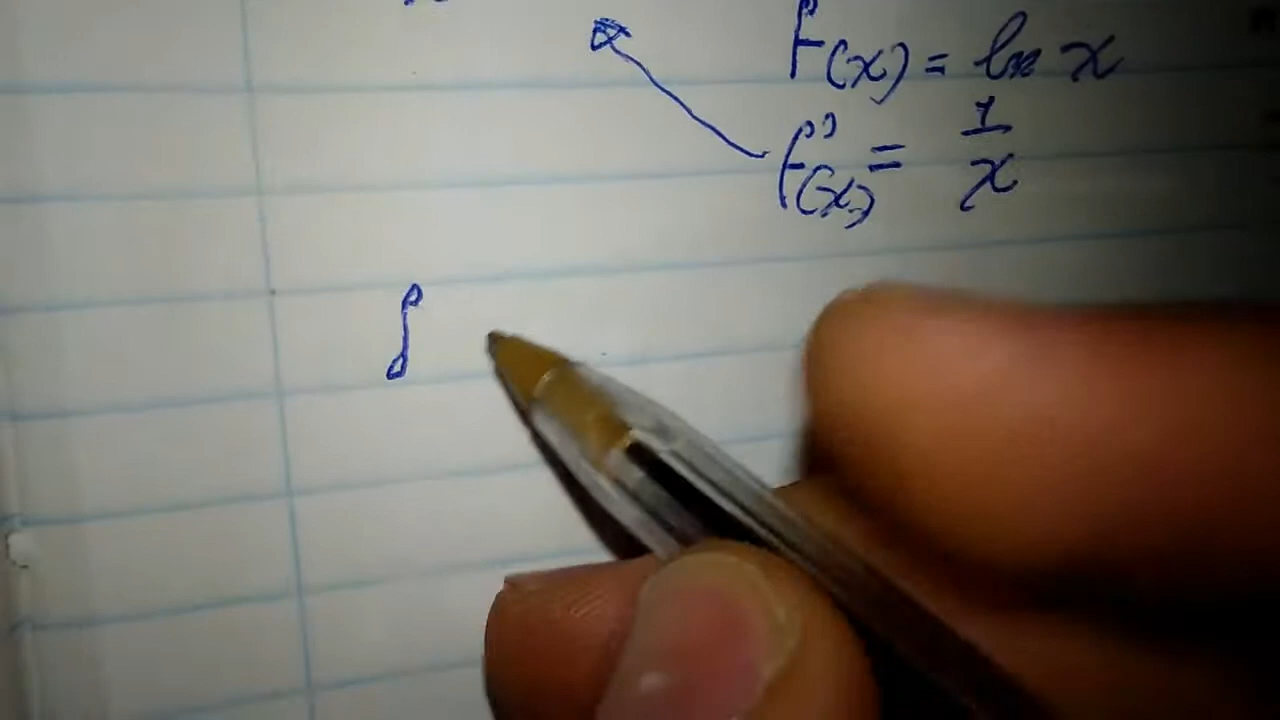 f(x) = ln x
f'(x) = 1/x
∫